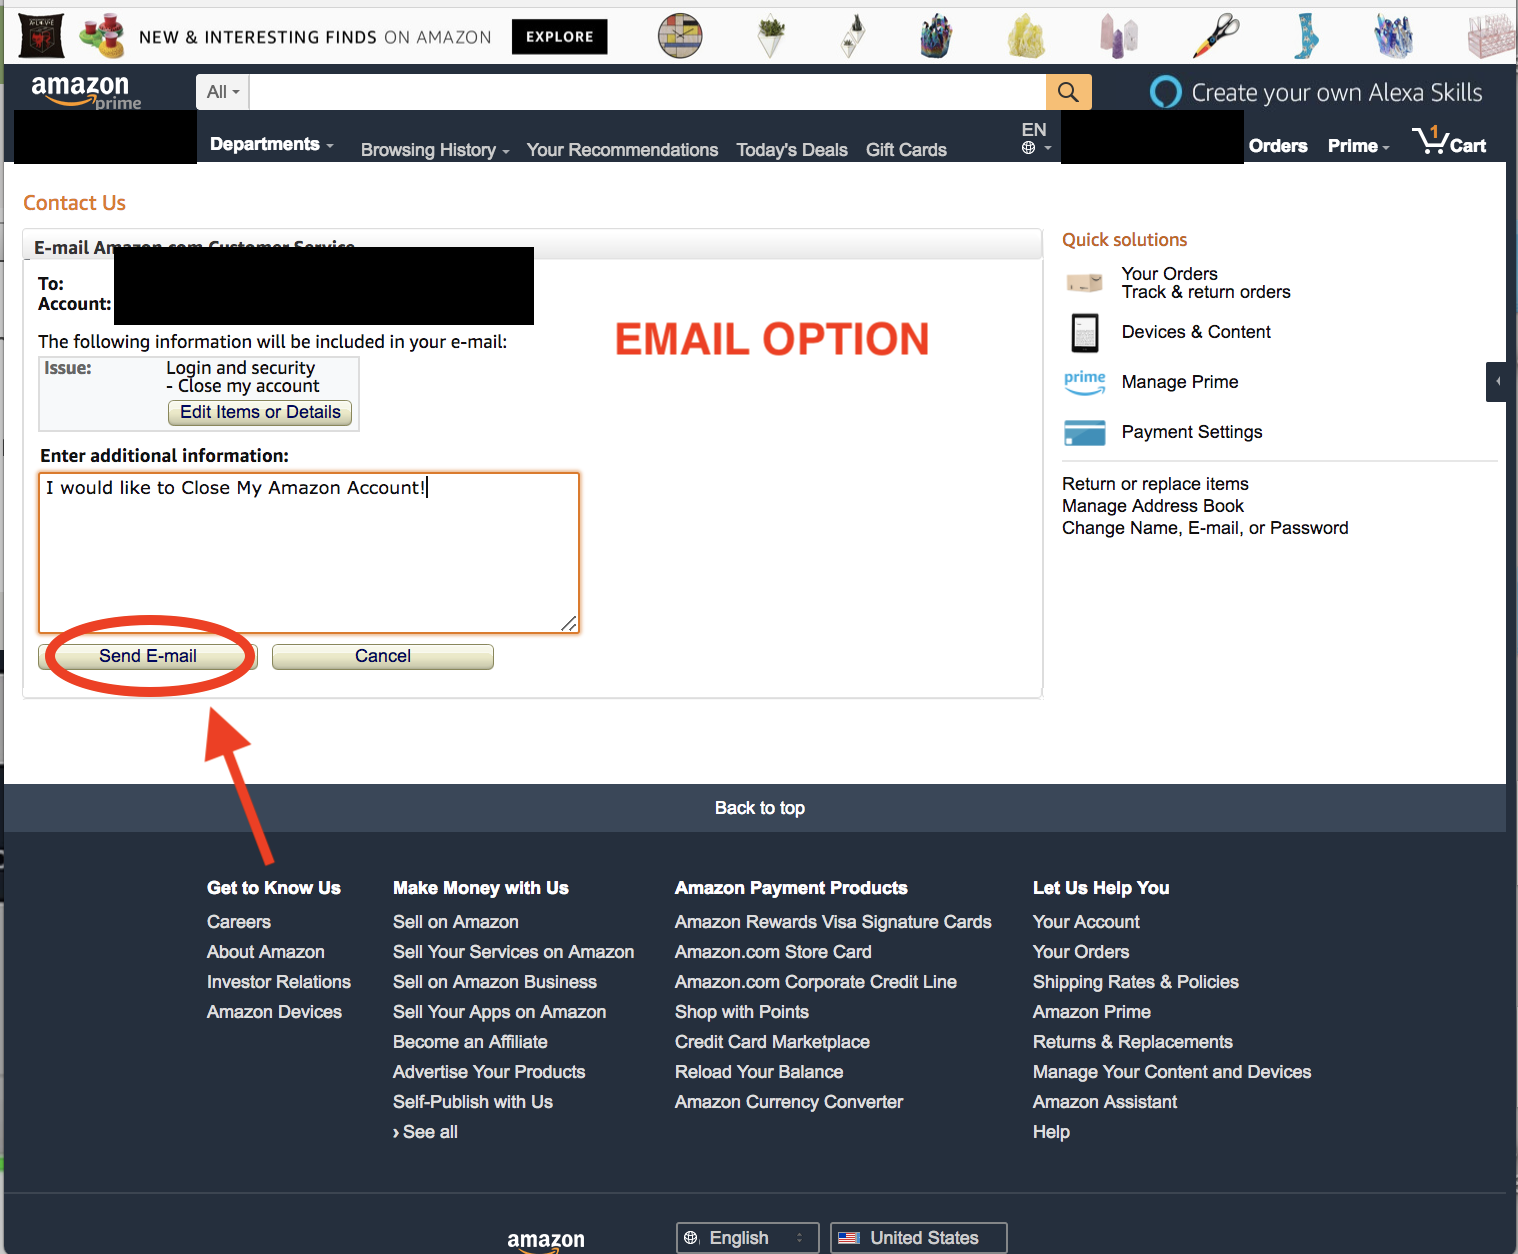 NEW & INTERESTING FINDS ON AMAZON EXPLORE
amazon prime
All
Create your own Alexa Skills
Departments Browsing History Your Recommendations Today's Deals Gift Cards EN Orders Prime 1 Cart
Contact Us
E-mail Amazon.com Customer Service
To:
Account:
The following information will be included in your e-mail:
Issue: Login and security
- Close my account
Edit Items or Details
Enter additional information:
I would like to Close My Amazon Account!
Send E-mail Cancel
EMAIL OPTION
Quick solutions
Your Orders
Track & return orders
Devices & Content
prime Manage Prime
Payment Settings
Return or replace items
Manage Address Book
Change Name, E-mail, or Password
Back to top
Get to Know Us
Careers
About Amazon
Investor Relations
Amazon Devices
Make Money with Us
Sell on Amazon
Sell Your Services on Amazon
Sell on Amazon Business
Sell Your Apps on Amazon
Become an Affiliate
Advertise Your Products
Self-Publish with Us
› See all
Amazon Payment Products
Amazon Rewards Visa Signature Cards
Amazon.com Store Card
Amazon.com Corporate Credit Line
Shop with Points
Credit Card Marketplace
Reload Your Balance
Amazon Currency Converter
Let Us Help You
Your Account
Your Orders
Shipping Rates & Policies
Amazon Prime
Returns & Replacements
Manage Your Content and Devices
Amazon Assistant
Help
amazon English United States